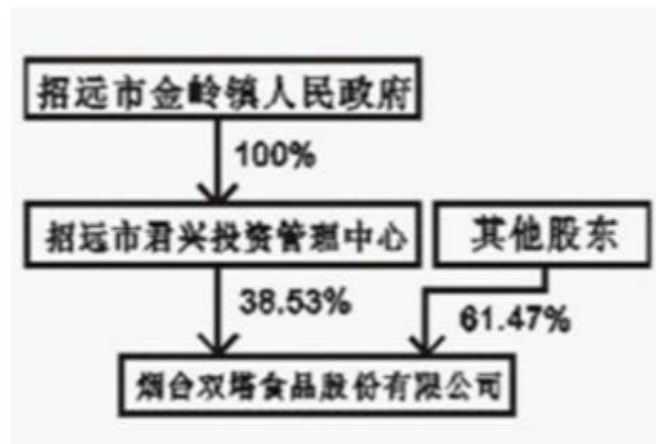 招远市金岭镇人民政府
100%
招远市君兴投资管理中心
其他股东
38.53%
61.47%
烟台双塔食品股份有限公司